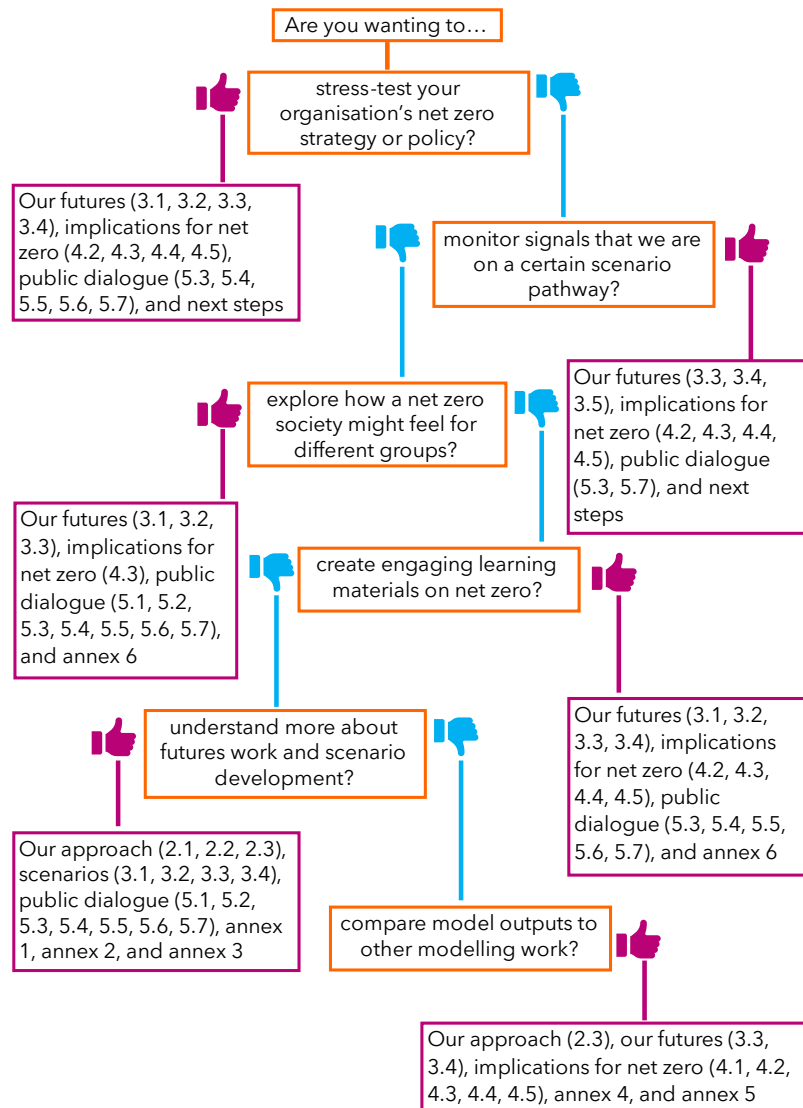 Are you wanting to…
stress-test your
organisation’s net zero
strategy or policy?
Our futures (3.1, 3.2, 3.3,
3.4), implications for net
zero (4.2, 4.3, 4.4, 4.5),
public dialogue (5.3, 5.4,
5.5, 5.6, 5.7), and next steps
monitor signals that we are
on a certain scenario
pathway?
Our futures (3.3, 3.4,
3.5), implications for
net zero (4.2, 4.3, 4.4,
4.5), public dialogue
(5.3, 5.7), and next
steps
explore how a net zero
society might feel for
different groups?
Our futures (3.1, 3.2,
3.3), implications for
net zero (4.3), public
dialogue (5.1, 5.2,
5.3, 5.4, 5.5, 5.6, 5.7),
and annex 6
create engaging learning
materials on net zero?
Our futures (3.1, 3.2,
3.3, 3.4), implications
for net zero (4.2, 4.3,
4.4, 4.5), public
dialogue (5.3, 5.4, 5.5,
5.6, 5.7), and annex 6
understand more about
futures work and scenario
development?
Our approach (2.1, 2.2, 2.3),
scenarios (3.1, 3.2, 3.3, 3.4),
public dialogue (5.1, 5.2,
5.3, 5.4, 5.5, 5.6, 5.7), annex
1, annex 2, and annex 3
compare model outputs to
other modelling work?
Our approach (2.3), our futures (3.3,
3.4), implications for net zero (4.1, 4.2,
4.3, 4.4, 4.5), annex 4, and annex 5